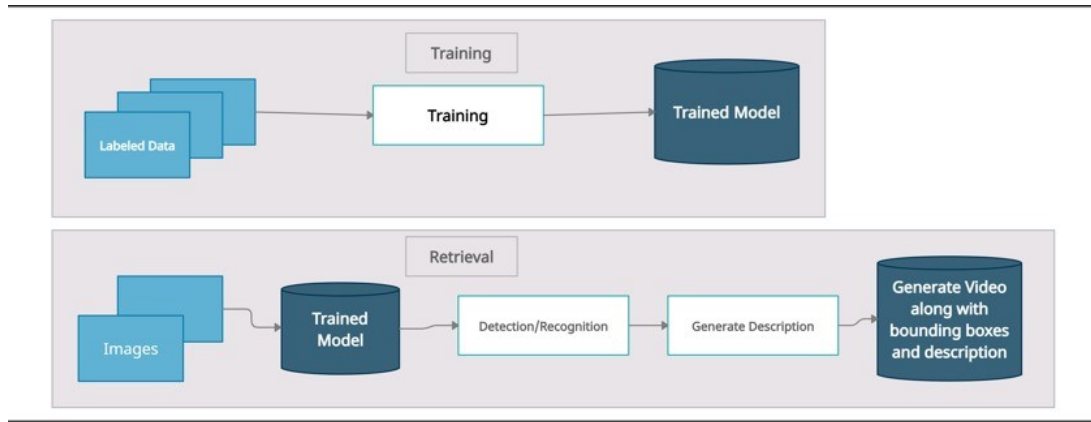 Training
Labeled Data
Training
Trained Model
Retrieval
Images
Trained
Model
Detection/Recognition
Generate Description
Generate Video
along with
bounding boxes
and description